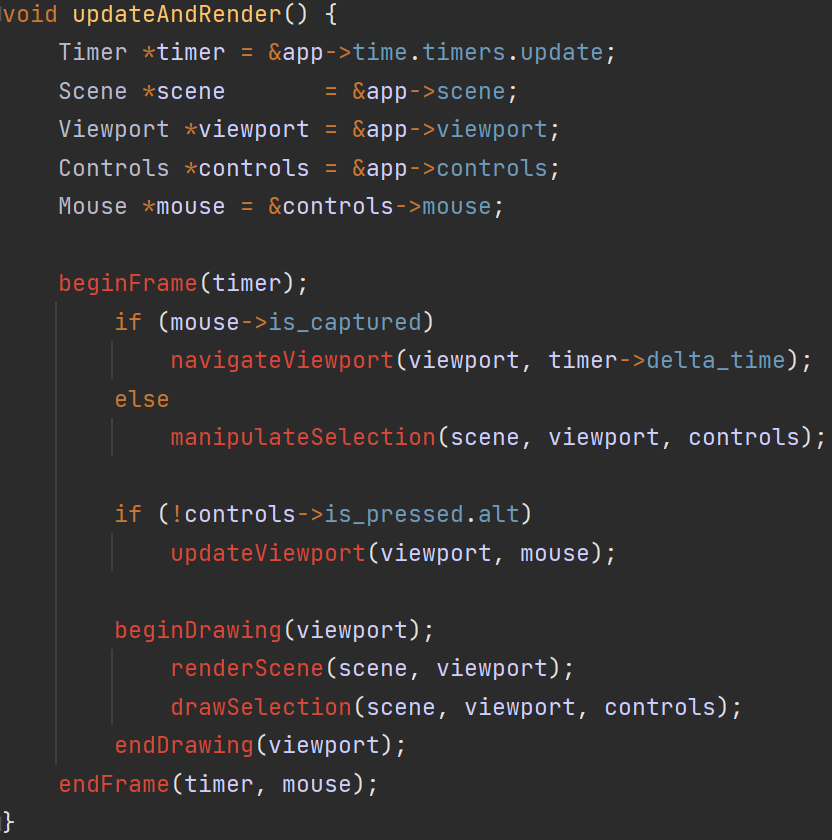 void updateAndRender() {
    Timer *timer = &app->time.timers.update;
    Scene *scene       = &app->scene;
    Viewport *viewport = &app->viewport;
    Controls *controls = &app->controls;
    Mouse *mouse = &controls->mouse;

    beginFrame(timer);
        if (mouse->is_captured)
            navigateViewport(viewport, timer->delta_time);
        else
            manipulateSelection(scene, viewport, controls);

        if (!controls->is_pressed.alt)
            updateViewport(viewport, mouse);

        beginDrawing(viewport);
            renderScene(scene, viewport);
            drawSelection(scene, viewport, controls);
        endDrawing(viewport);
    endFrame(timer, mouse);
}